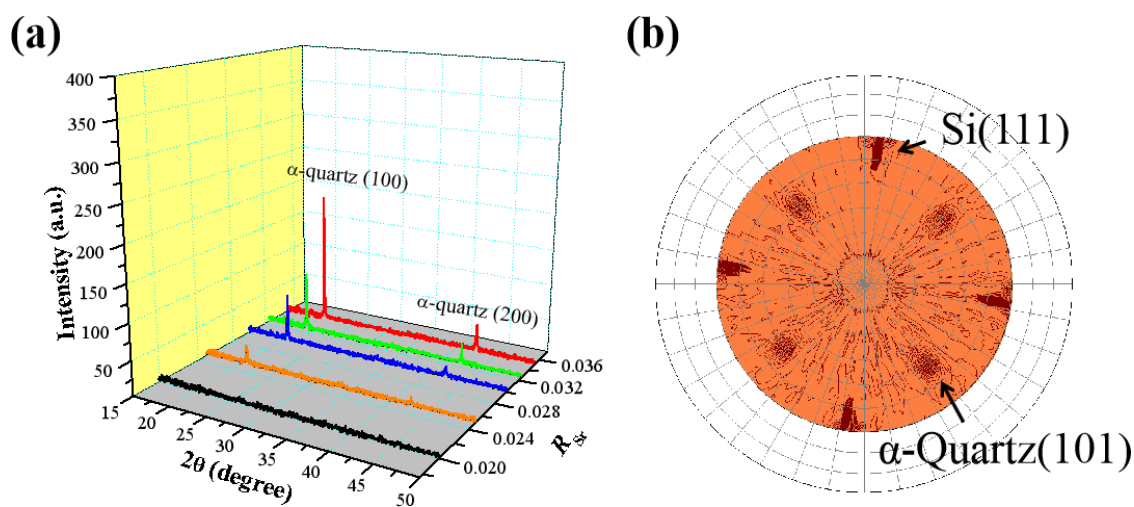 (a)
(b)
400
350
300
250
200
150
100
50
Intensity (a.u.)
α-quartz (100)
α-quartz (200)
15
20
25
30
35
40
45
50
2θ (degree)
0.036
0.032
0.028
0.024
0.020
R Sr
Si(111)
α-Quartz(101)